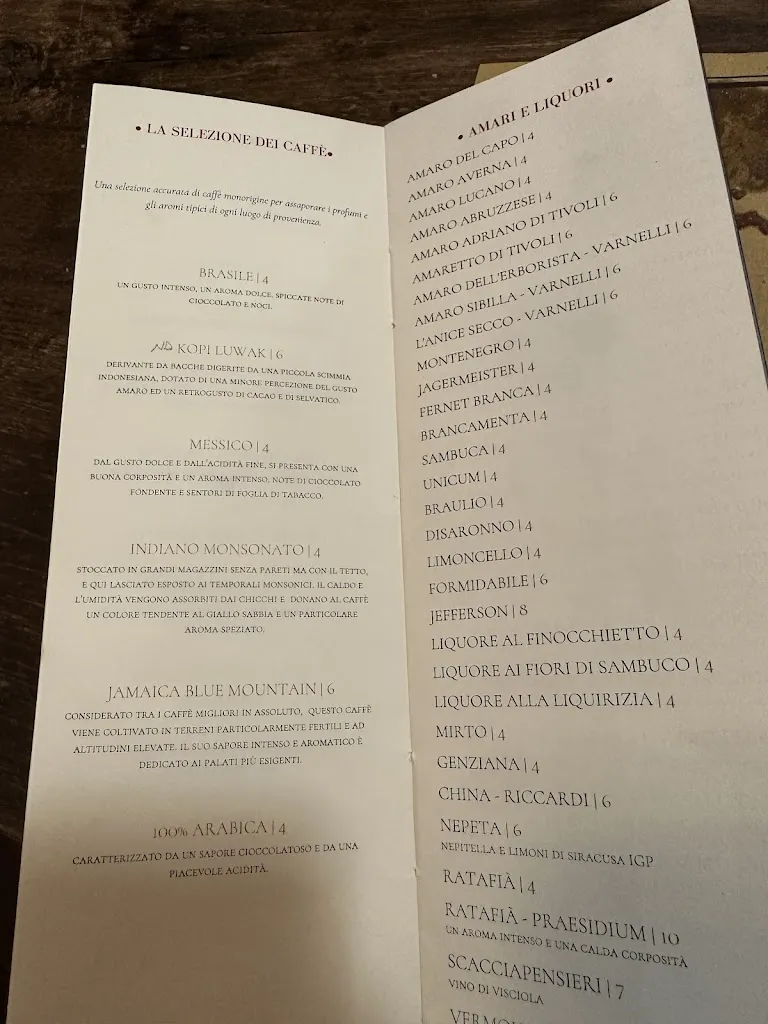 • LA SELEZIONE DEI CAFFÈ•
Una selezione accurata di caffè monorigine per assaporare i profumi e
gli aromi tipici di ogni luogo di provenienza.
BRASILE | 4
UN GUSTO INTENSO, UN AROMA DOLCE. SPICCATE NOTE DI
CIOCCOLATO E NOCI.
ND KOPI LUWAK | 6
DERIVANTE DA BACCHE DIGERITE DA UNA PICCOLA SCIMMIA
INDONESIANA, DOTATO DI UNA MINORE PERCEZIONE DEL GUSTO
AMARO ED UN RETROGUSTO DI CACAO E DI SELVATICO.
MESSICO | 4
DAL GUSTO DOLCE E DALL'ACIDITÀ FINE, SI PRESENTA CON UNA
BUONA CORPOSITÀ E UN AROMA INTENSO, NOTE DI CIOCCOLATO
FONDENTE E SENTORI DI FOGLIA DI TABACCO.
INDIANO MONSONATO | 4
STOCCATO IN GRANDI MAGAZZINI SENZA PARETI MA CON IL TETTO,
E QUI LASCIATO ESPOSTO AI TEMPORALI MONSONICI. IL CALDO E
L'UMIDITÀ VENGONO ASSORBITI DAI CHICCHI E DONANO AL CAFFÈ
UN COLORE TENDENTE AL GIALLO SABBIA E UN PARTICOLARE
AROMA SPEZIATO.
JAMAICA BLUE MOUNTAIN | 6
CONSIDERATO TRA I CAFFÈ MIGLIORI IN ASSOLUTO, QUESTO CAFFÈ
VIENE COLTIVATO IN TERRENI PARTICOLARMENTE FERTILI E AD
ALTITUDINI ELEVATE. IL SUO SAPORE INTENSO E AROMATICO È
DEDICATO AI PALATI PIÙ ESIGENTI.
100% ARABICA | 4
CARATTERIZZATO DA UN SAPORE CIOCCOLATOSO E DA UNA
PIACEVOLE ACIDITÀ.
• AMARI E LIQUORI •
AMARO DEL CAPO | 4
AMARO AVERNA | 4
AMARO LUCANO | 4
AMARO ABRUZZESE | 4
AMARO ADRIANO DI TIVOLI | 6
AMARETTO DI TIVOLI | 6
AMARO DELL'ERBORISTA - VARNELLI | 6
AMARO SIBILLA - VARNELLI | 6
L'ANICE SECCO - VARNELLI | 6
MONTENEGRO | 4
JAGERMEISTER | 4
FERNET BRANCA | 4
BRANCAMENTA | 4
SAMBUCA | 4
UNICUM | 4
BRAULIO | 4
DISARONNO | 4
LIMONCELLO | 4
FORMIDABILE | 6
JEFFERSON | 8
LIQUORE AL FINOCCHIETTO | 4
LIQUORE AI FIORI DI SAMBUCO | 4
LIQUORE ALLA LIQUIRIZIA | 4
MIRTO | 4
GENZIANA | 4
CHINA - RICCARDI | 6
NEPETA | 6
NEPITELLA E LIMONI DI SIRACUSA IGP
RATAFIÀ | 4
RATAFIÀ - PRAESIDIUM | 10
UN AROMA INTENSO E UNA CALDA CORPOSITÀ
SCACCIAPENSIERI | 7
VINO DI VISCIOLA